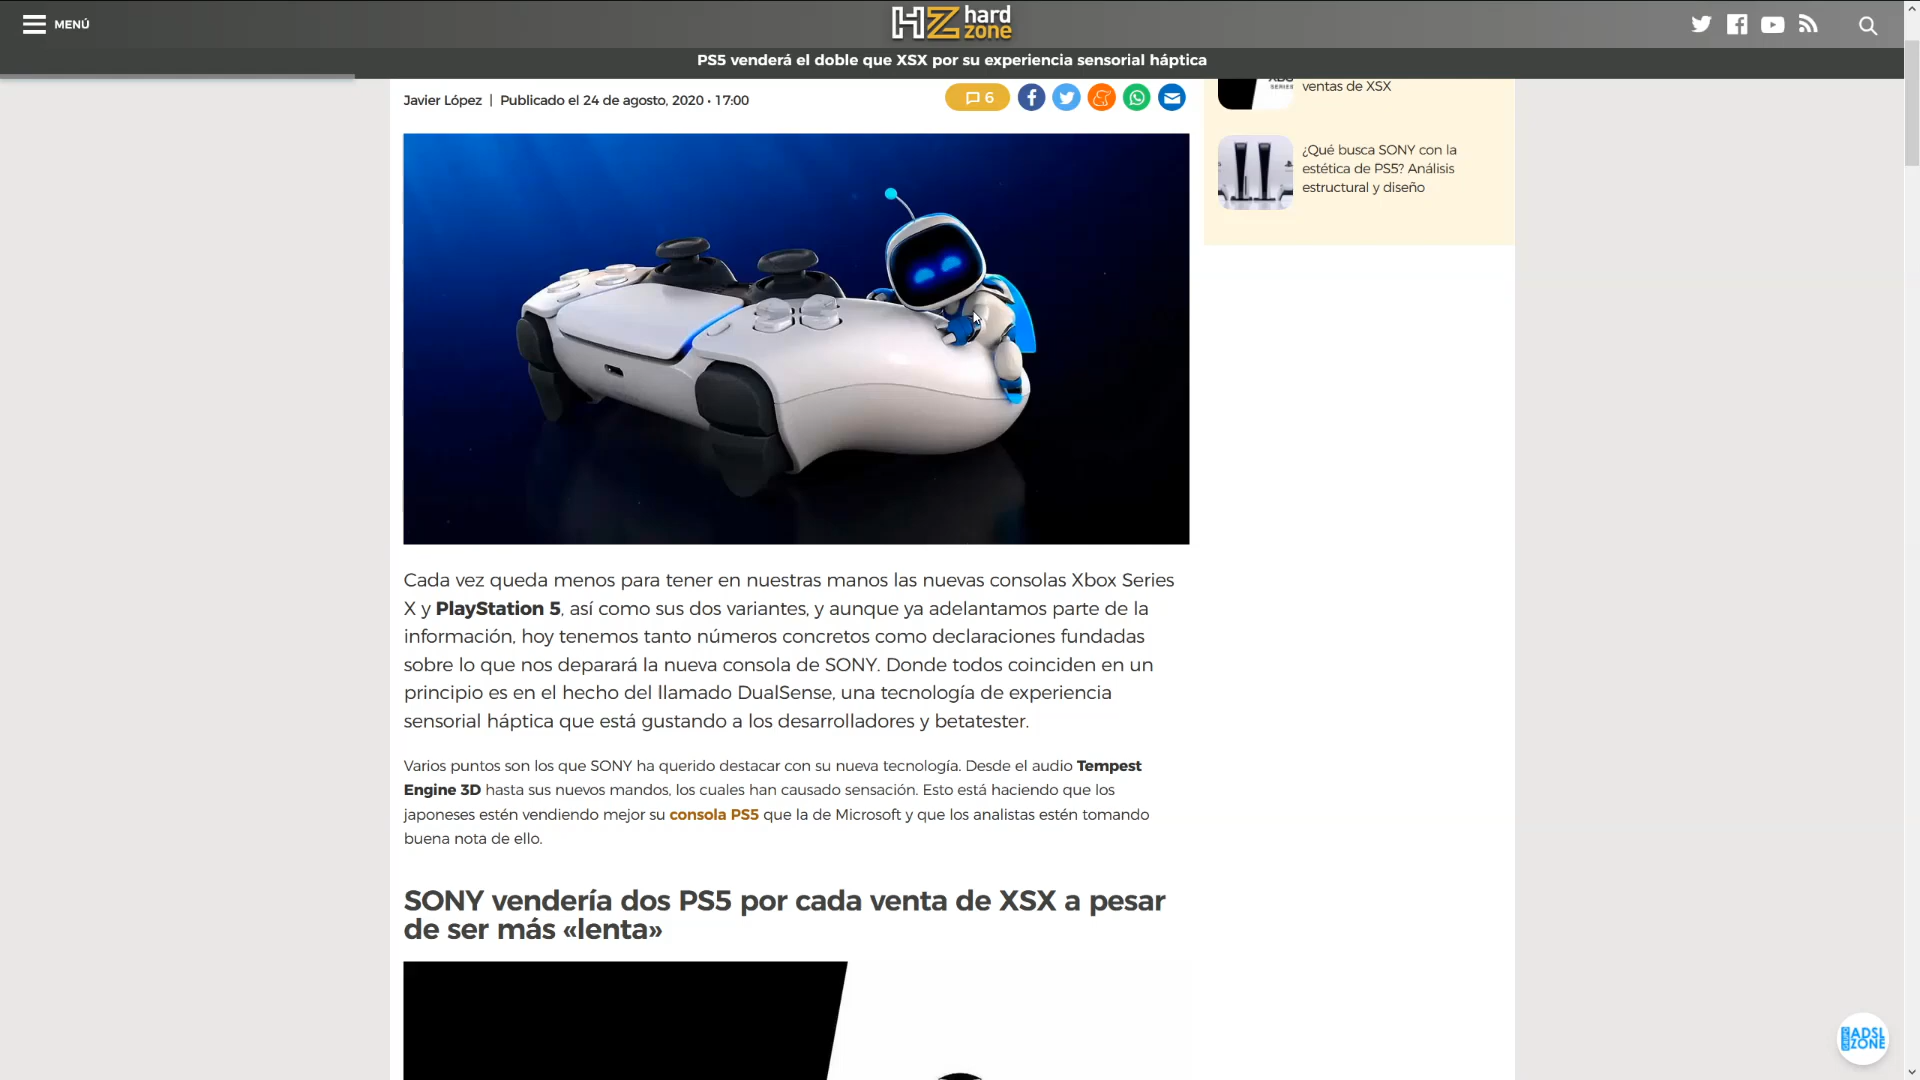 MENÚ
HZ hard zone
PS5 venderá el doble que XSX por su experiencia sensorial háptica
Javier López | Publicado el 24 de agosto, 2020 · 17:00
6
ventas de XSX
¿Qué busca SONY con la
estética de PS5? Análisis
estructural y diseño
Cada vez queda menos para tener en nuestras manos las nuevas consolas Xbox Series
X y PlayStation 5, así como sus dos variantes, y aunque ya adelantamos parte de la
información, hoy tenemos tanto números concretos como declaraciones fundadas
sobre lo que nos deparará la nueva consola de SONY. Donde todos coinciden en un
principio es en el hecho del llamado DualSense, una tecnología de experiencia
sensorial háptica que está gustando a los desarrolladores y betatester.
Varios puntos son los que SONY ha querido destacar con su nueva tecnología. Desde el audio Tempest
Engine 3D hasta sus nuevos mandos, los cuales han causado sensación. Esto está haciendo que los
japoneses estén vendiendo mejor su consola PS5 que la de Microsoft y que los analistas estén tomando
buena nota de ello.
SONY vendería dos PS5 por cada venta de XSX a pesar
de ser más «lenta»
ADSL
ZONE